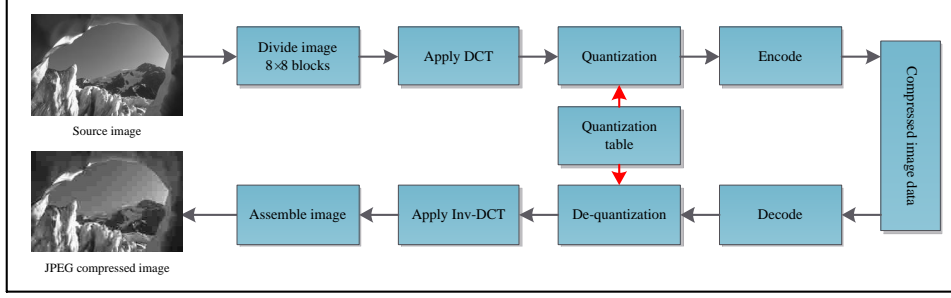 Divide image
8×8 blocks
Apply DCT
Quantization
Encode
Source image
Quantization
table
Compressed image data
Assemble image
Apply Inv-DCT
De-quantization
Decode
JPEG compressed image